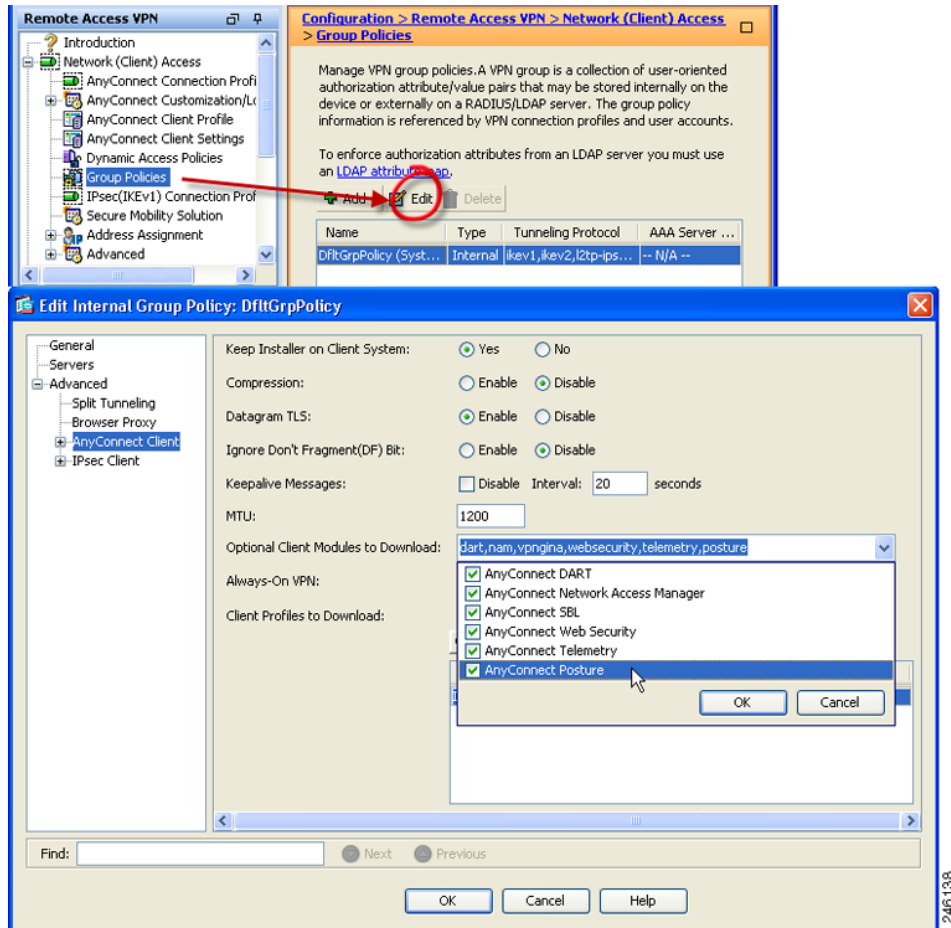 Remote Access VPN
Introduction
Network (Client) Access
AnyConnect Connection Profi
AnyConnect Customization/Lo
AnyConnect Client Profile
AnyConnect Client Settings
Dynamic Access Policies
Group Policies
IPsec(IKEv1) Connection Prof
Secure Mobility Solution
Address Assignment
Advanced
Configuration > Remote Access VPN > Network (Client) Access
> Group Policies
Manage VPN group policies.A VPN group is a collection of user-oriented
authorization attribute/value pairs that may be stored internally on the
device or externally on a RADIUS/LDAP server. The group policy
information is referenced by VPN connection profiles and user accounts.
To enforce authorization attributes from an LDAP server you must use
an LDAP attribute map.
Add Edit Delete
Name Type Tunneling Protocol AAA Server ...
DfltGrpPolicy (Syst... Internal ikev1,ikev2,l2tp-ips... -- N/A --
Edit Internal Group Policy: DfltGrpPolicy
General
Servers
Advanced
Split Tunneling
Browser Proxy
AnyConnect Client
IPsec Client
Keep Installer on Client System: Yes No
Compression: Enable Disable
Datagram TLS: Enable Disable
Ignore Don't Fragment(DF) Bit: Enable Disable
Keepalive Messages: Disable Interval: 20 seconds
MTU: 1200
Optional Client Modules to Download: dart,nam,vpngina,websecurity,telemetry,posture
Always-On VPN:
Client Profiles to Download:
AnyConnect DART
AnyConnect Network Access Manager
AnyConnect SBL
AnyConnect Web Security
AnyConnect Telemetry
AnyConnect Posture
OK Cancel
Find: Next Previous
OK Cancel Help
246138